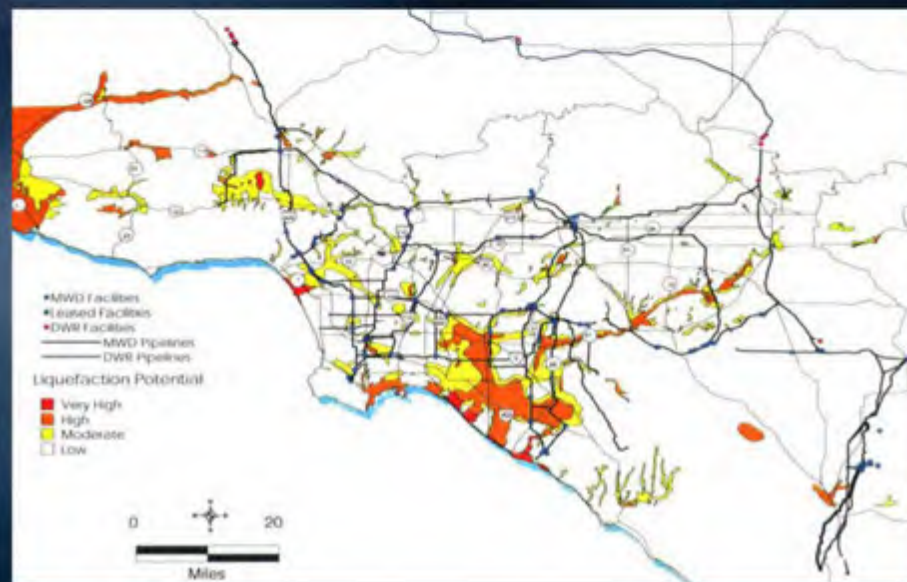 •MWD Facilities
•Leased Facilities
•DWR Facilities
MWD Pipelines
DWR Pipelines
Liquefaction Potential
Very High
High
Moderate
Low
0 20
Miles